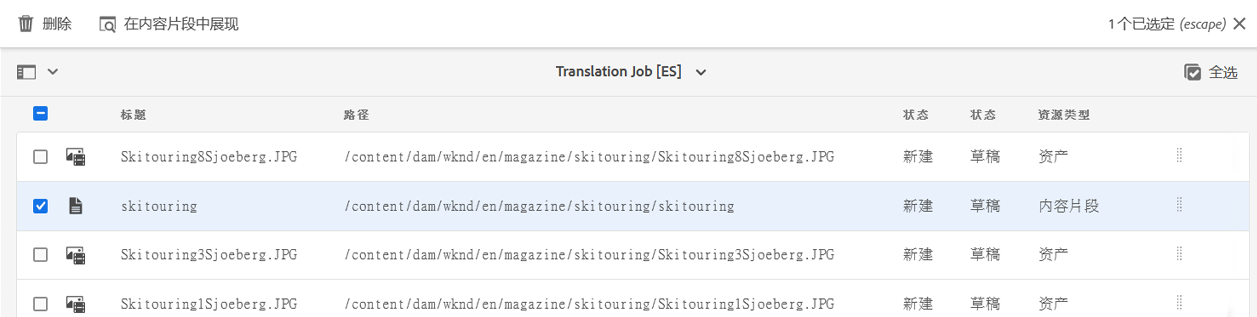 删除 在内容片段中展现 1个已选定 (escape)
Translation Job [ES] 全选
标题 路径 状态 状态 资源类型
Skitouring8Sjoeberg.JPG /content/dam/wknd/en/magazine/skitouring/Skitouring8Sjoeberg.JPG 新建 草稿 资产
skitouring /content/dam/wknd/en/magazine/skitouring/skitouring 新建 草稿 内容片段
Skitouring3Sjoeberg.JPG /content/dam/wknd/en/magazine/skitouring/Skitouring3Sjoeberg.JPG 新建 草稿 资产
Skitouring1Sjoeberg.JPG /content/dam/wknd/en/magazine/skitouring/Skitouring1Sjoeberg.JPG 新建 草稿 资产